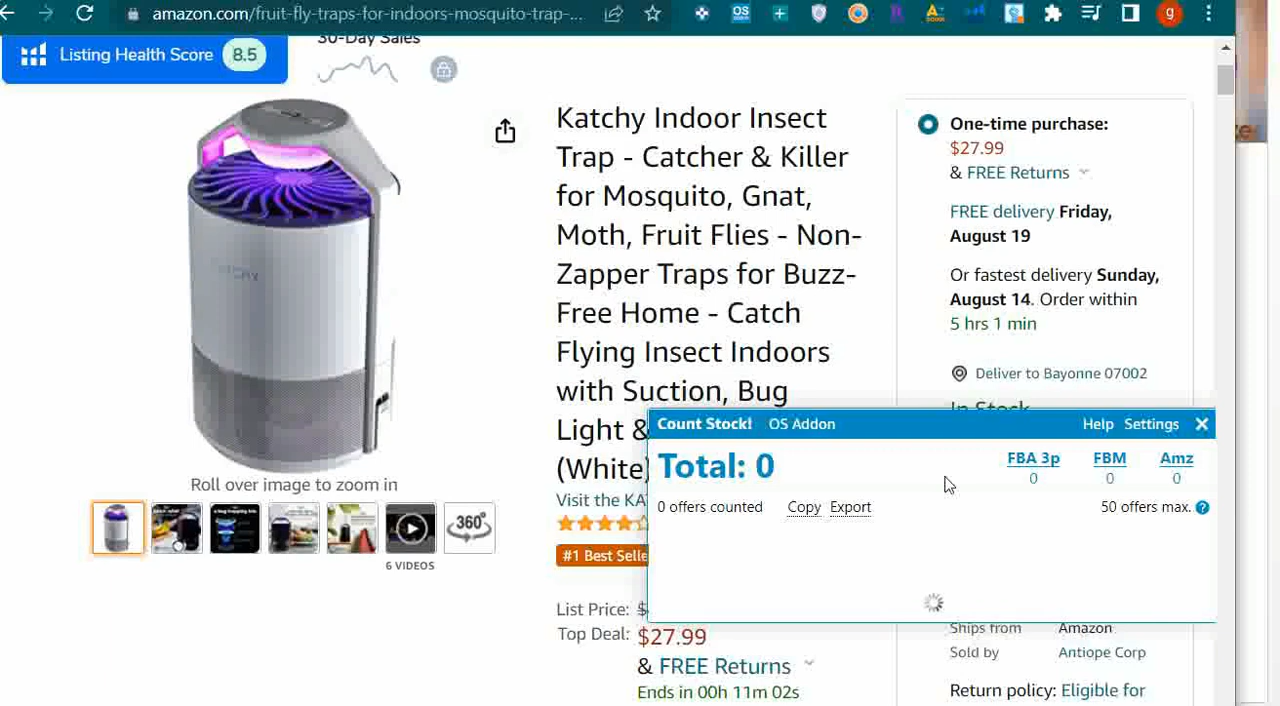 amazon.com/fruit-fly-traps-for-indoors-mosquito-trap-...
OS
g
Listing Health Score 8.5
30-Day Sales
Katchy Indoor Insect
Trap - Catcher & Killer
for Mosquito, Gnat,
Moth, Fruit Flies - Non-
Zapper Traps for Buzz-
Free Home - Catch
Flying Insect Indoors
with Suction, Bug
Light &
(White)
Visit the KA
#1 Best Selle
List Price: $
Top Deal: $27.99
& FREE Returns
Ends in 00h 11m 02s
KATCHY
Roll over image to zoom in
360°
6 VIDEOS
One-time purchase:
$27.99
& FREE Returns
FREE delivery Friday,
August 19
Or fastest delivery Sunday,
August 14. Order within
5 hrs 1 min
Deliver to Bayonne 07002
In Stock
Count Stock! OS Addon Help Settings
Total: 0
FBA 3p FBM Amz
0 0 0
0 offers counted Copy Export 50 offers max. ?
Ships from Amazon
Sold by Antiope Corp
Return policy: Eligible for